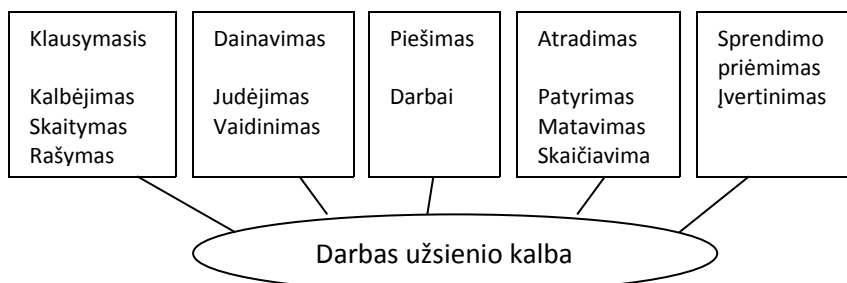 Klausymasis
Kalbėjimas
Skaitymas
Rašymas
Dainavimas
Judėjimas
Vaidinimas
Piešimas
Darbai
Atradimas
Patyrimas
Matavimas
Skaičiavima
Sprendimo
priėmimas
Įvertinimas
Darbas užsienio kalba